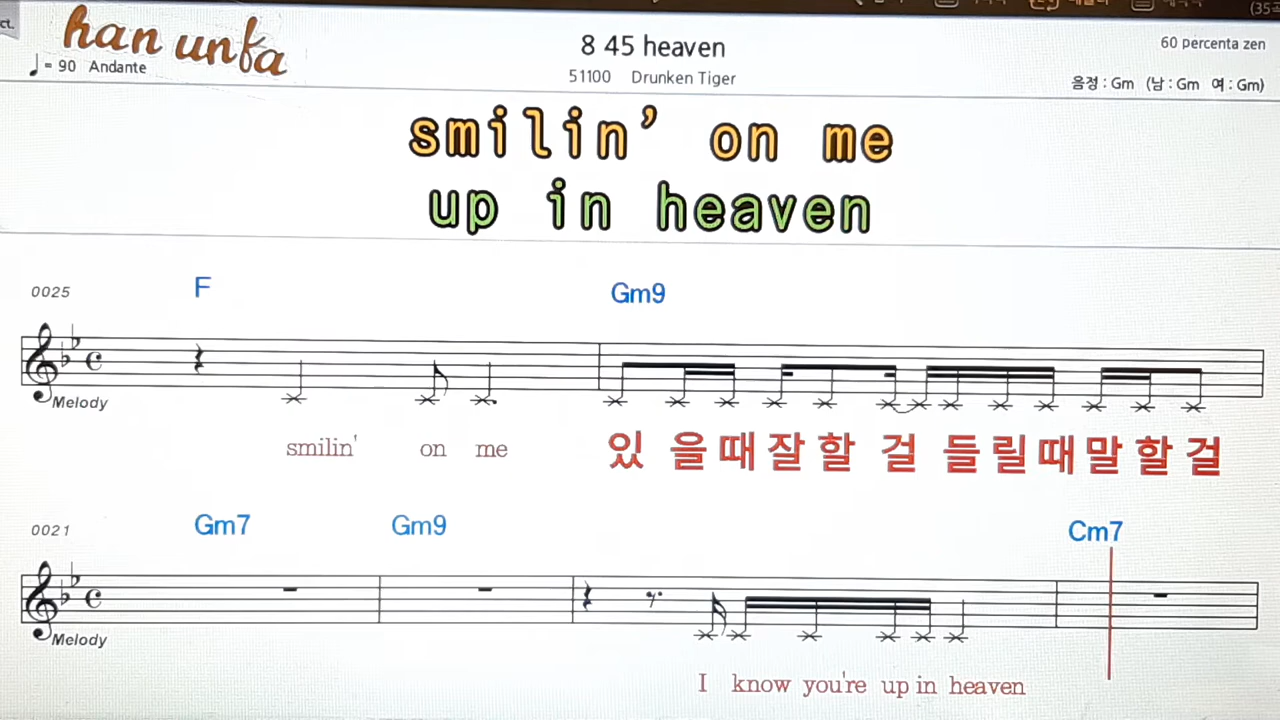 ct.
han unfa
(35
♩ = 90 Andante
8 45 heaven
51100 Drunken Tiger
60 percenta zen
음정 : Gm (남 : Gm 여 : Gm)
smilin' on me
up in heaven
0025 F Gm9
Melody
smilin' on me 있 을 때 잘 할 걸 들 릴 때 말 할 걸
0021 Gm7 Gm9 Cm7
Melody
I know you're up in heaven